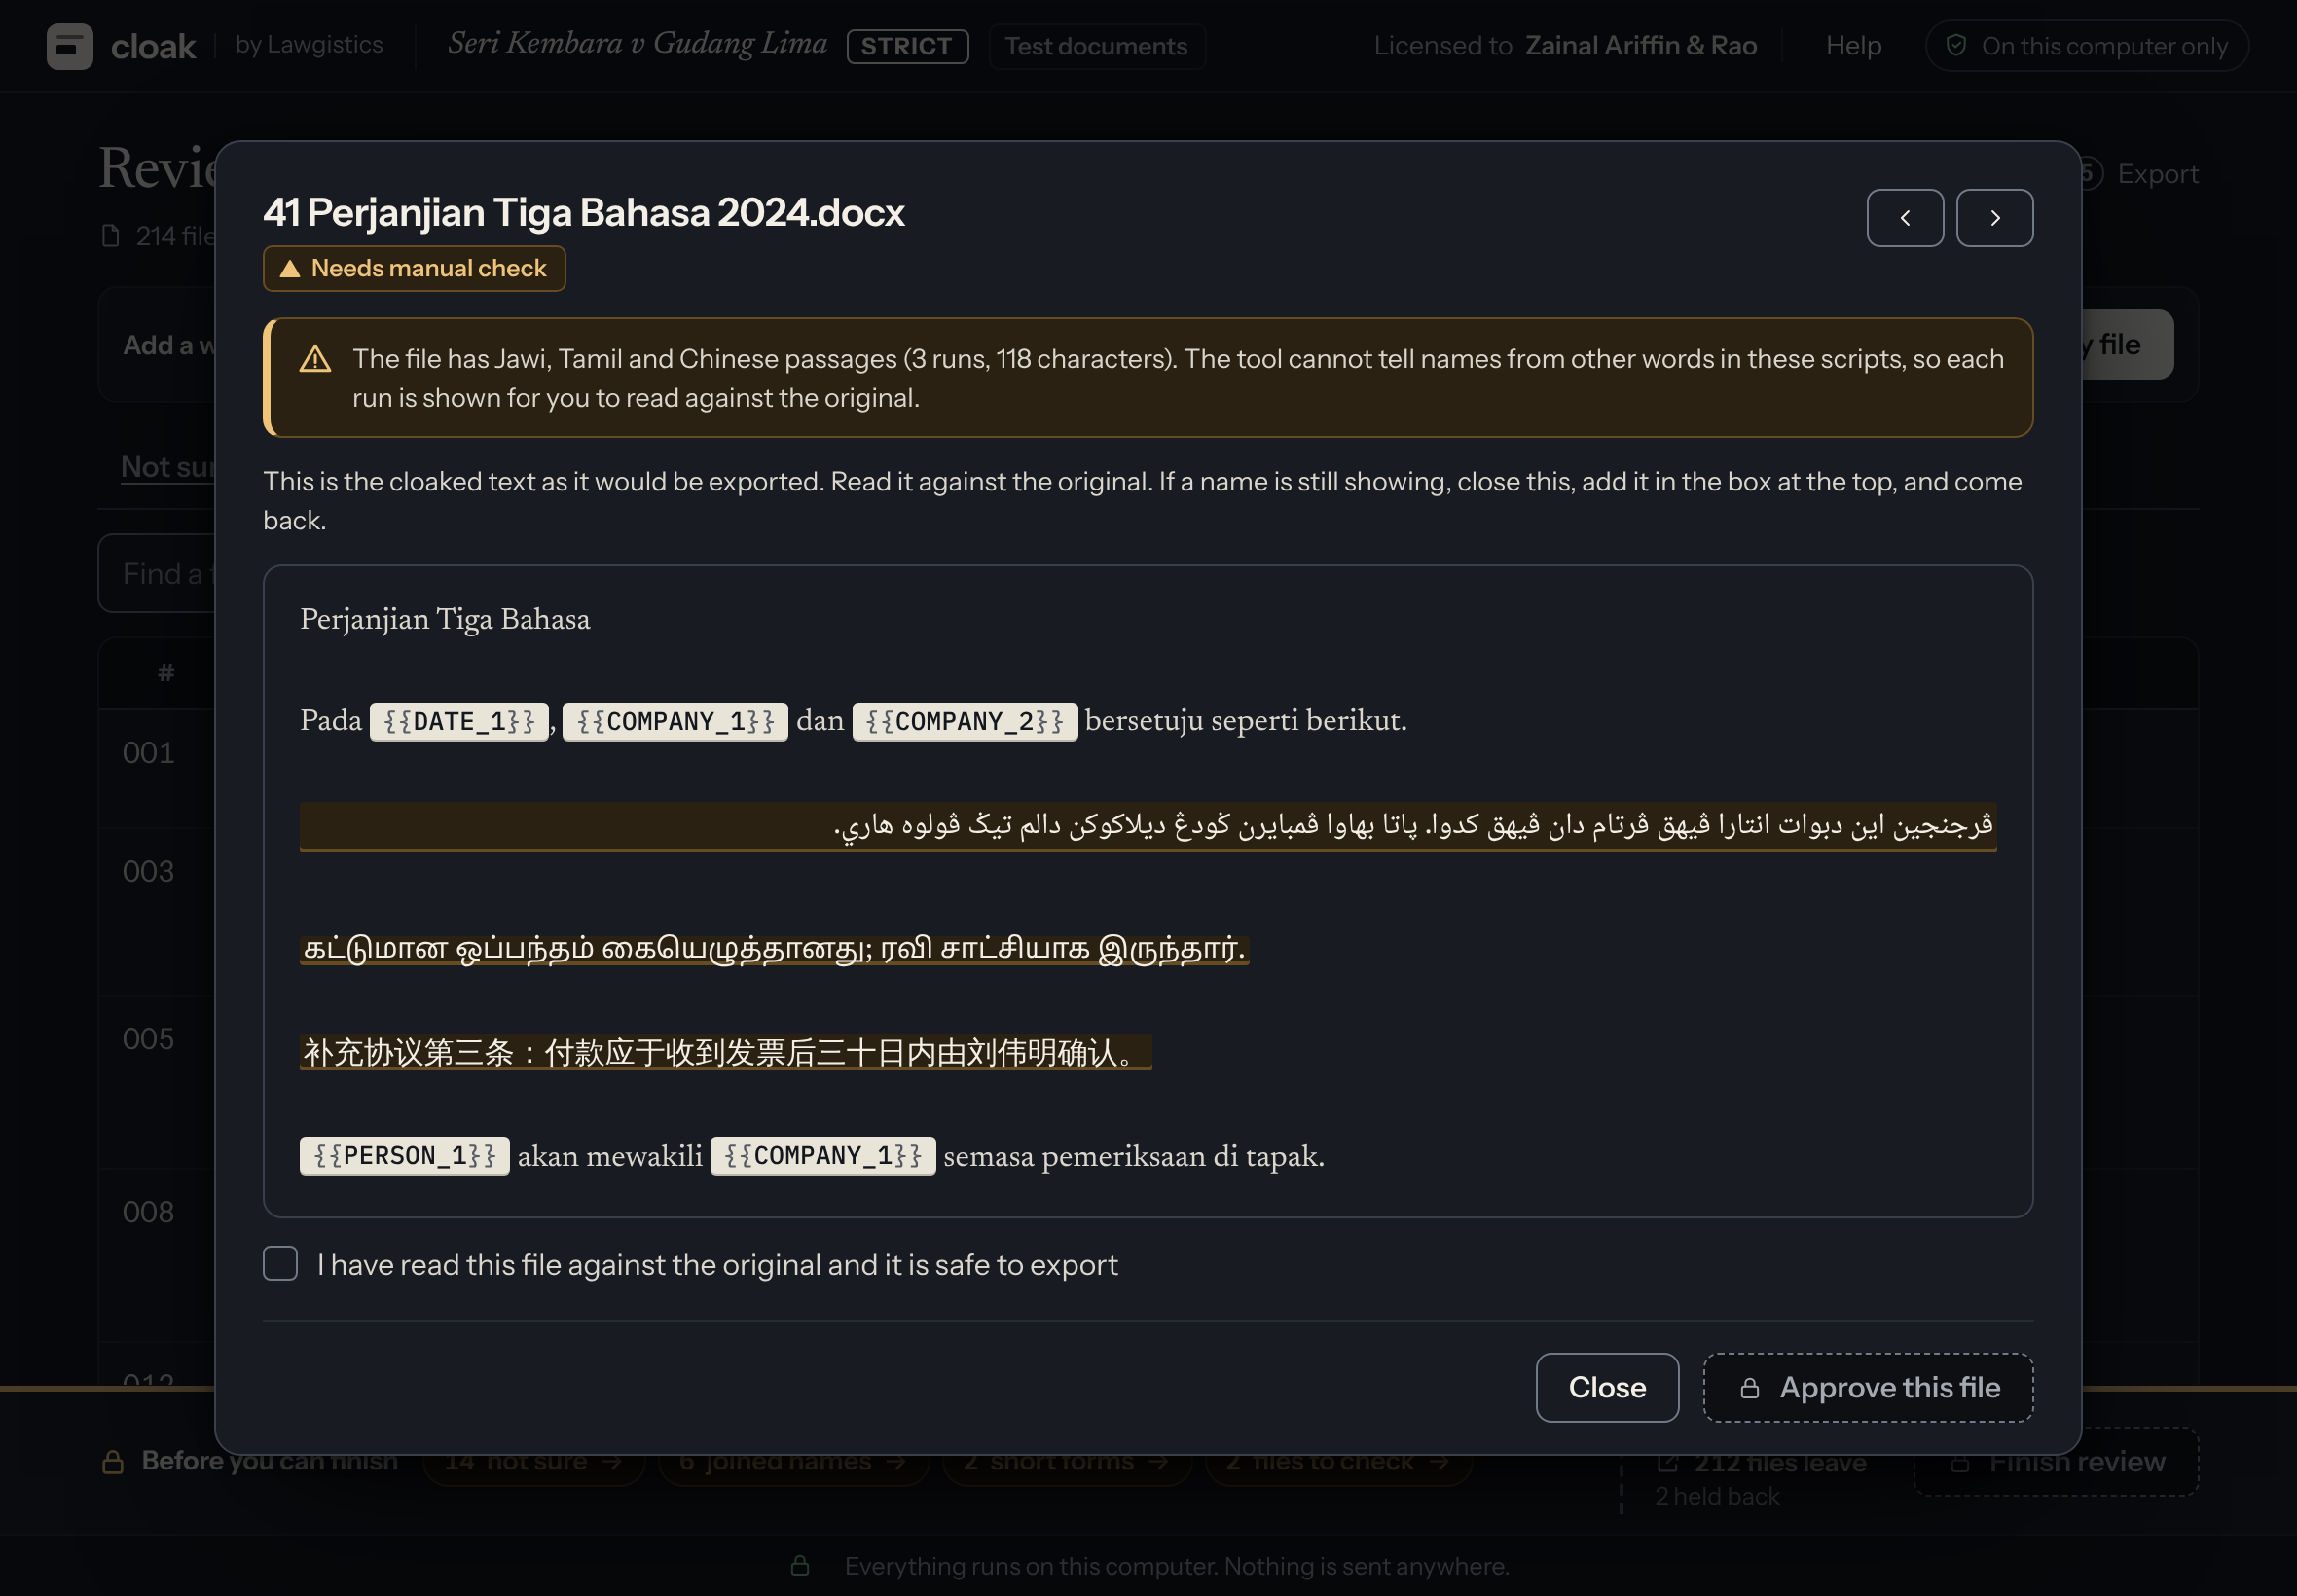 cloak
by Lawgistics
Seri Kembara v Gudang Lima
STRICT
Test documents
Licensed to Zainal Ariffin & Rao
Help
On this computer only
Export
214 file
Add a w
y file
Not sur
Find a f
#
001
003
005
008
012
41 Perjanjian Tiga Bahasa 2024.docx
Needs manual check
The file has Jawi, Tamil and Chinese passages (3 runs, 118 characters). The tool cannot tell names from other words in these scripts, so each
run is shown for you to read against the original.
This is the cloaked text as it would be exported. Read it against the original. If a name is still showing, close this, add it in the box at the top, and come
back.
Perjanjian Tiga Bahasa
Pada {{DATE_1}}, {{COMPANY_1}} dan {{COMPANY_2}} bersetuju seperti berikut.
ڤرجنجين اين دبوات انتارا ڤيهق ڤرتام دان ڤيهق کدوا. ڤاتا بهاوا ڤمبايرن ݢودڠ ديلاکوکن دالم تيݢ ڤولوه هاري.
கட்டுமான ஒப்பந்தம் கையெழுத்தானது; ரவி சாட்சியாக இருந்தார்.
补充协议第三条：付款应于收到发票后三十日内由刘伟明确认。
{{PERSON_1}} akan mewakili {{COMPANY_1}} semasa pemeriksaan di tapak.
I have read this file against the original and it is safe to export
Close
Approve this file
Before you can finish
14 not sure →
6 joined names →
2 short forms →
2 files to check →
212 files leave
2 held back
Finish review
Everything runs on this computer. Nothing is sent anywhere.